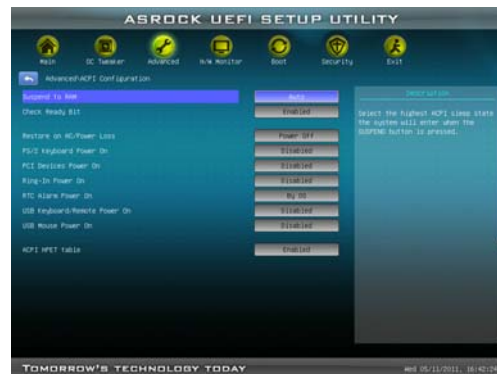 ASROCK UEFI SETUP UTILITY
Main OC Tweaker Advanced H/W Monitor Boot Security Exit
Advanced\ACPI Configuration
Suspend to RAM Auto
Check Ready Bit Enabled
Restore on AC/Power Loss Power Off
PS/2 Keyboard Power On Disabled
PCI Devices Power On Disabled
Ring-In Power On Disabled
RTC Alarm Power On By OS
USB Keyboard/Remote Power On Disabled
USB Mouse Power On Disabled
ACPI HPET Table Enabled
Description
Select the highest ACPI sleep state
the system will enter when the
SUSPEND button is pressed.
TOMORROW'S TECHNOLOGY TODAY
Wed 05/11/2011, 16:42:24